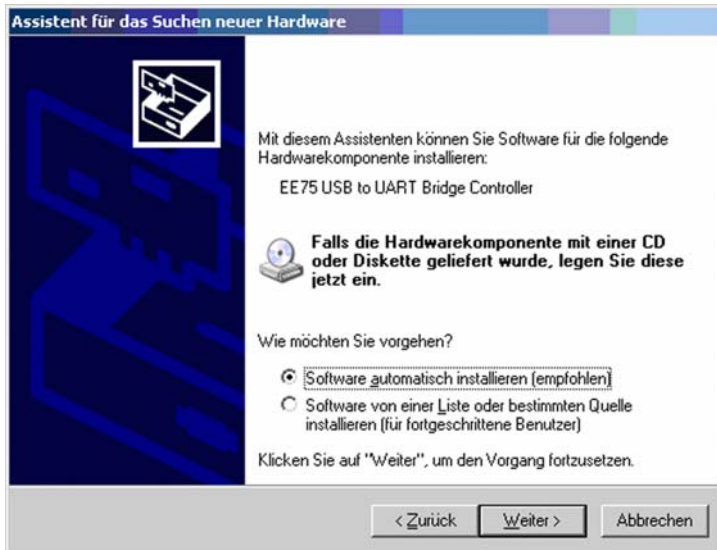 Assistent für das Suchen neuer Hardware
Mit diesem Assistenten können Sie Software für die folgende
Hardwarekomponente installieren:
EE75 USB to UART Bridge Controller
Falls die Hardwarekomponente mit einer CD
oder Diskette geliefert wurde, legen Sie diese
jetzt ein.
Wie möchten Sie vorgehen?
Software automatisch installieren (empfohlen)
Software von einer Liste oder bestimmten Quelle
installieren (für fortgeschrittene Benutzer)
Klicken Sie auf "Weiter", um den Vorgang fortzusetzen.
< Zurück Weiter > Abbrechen